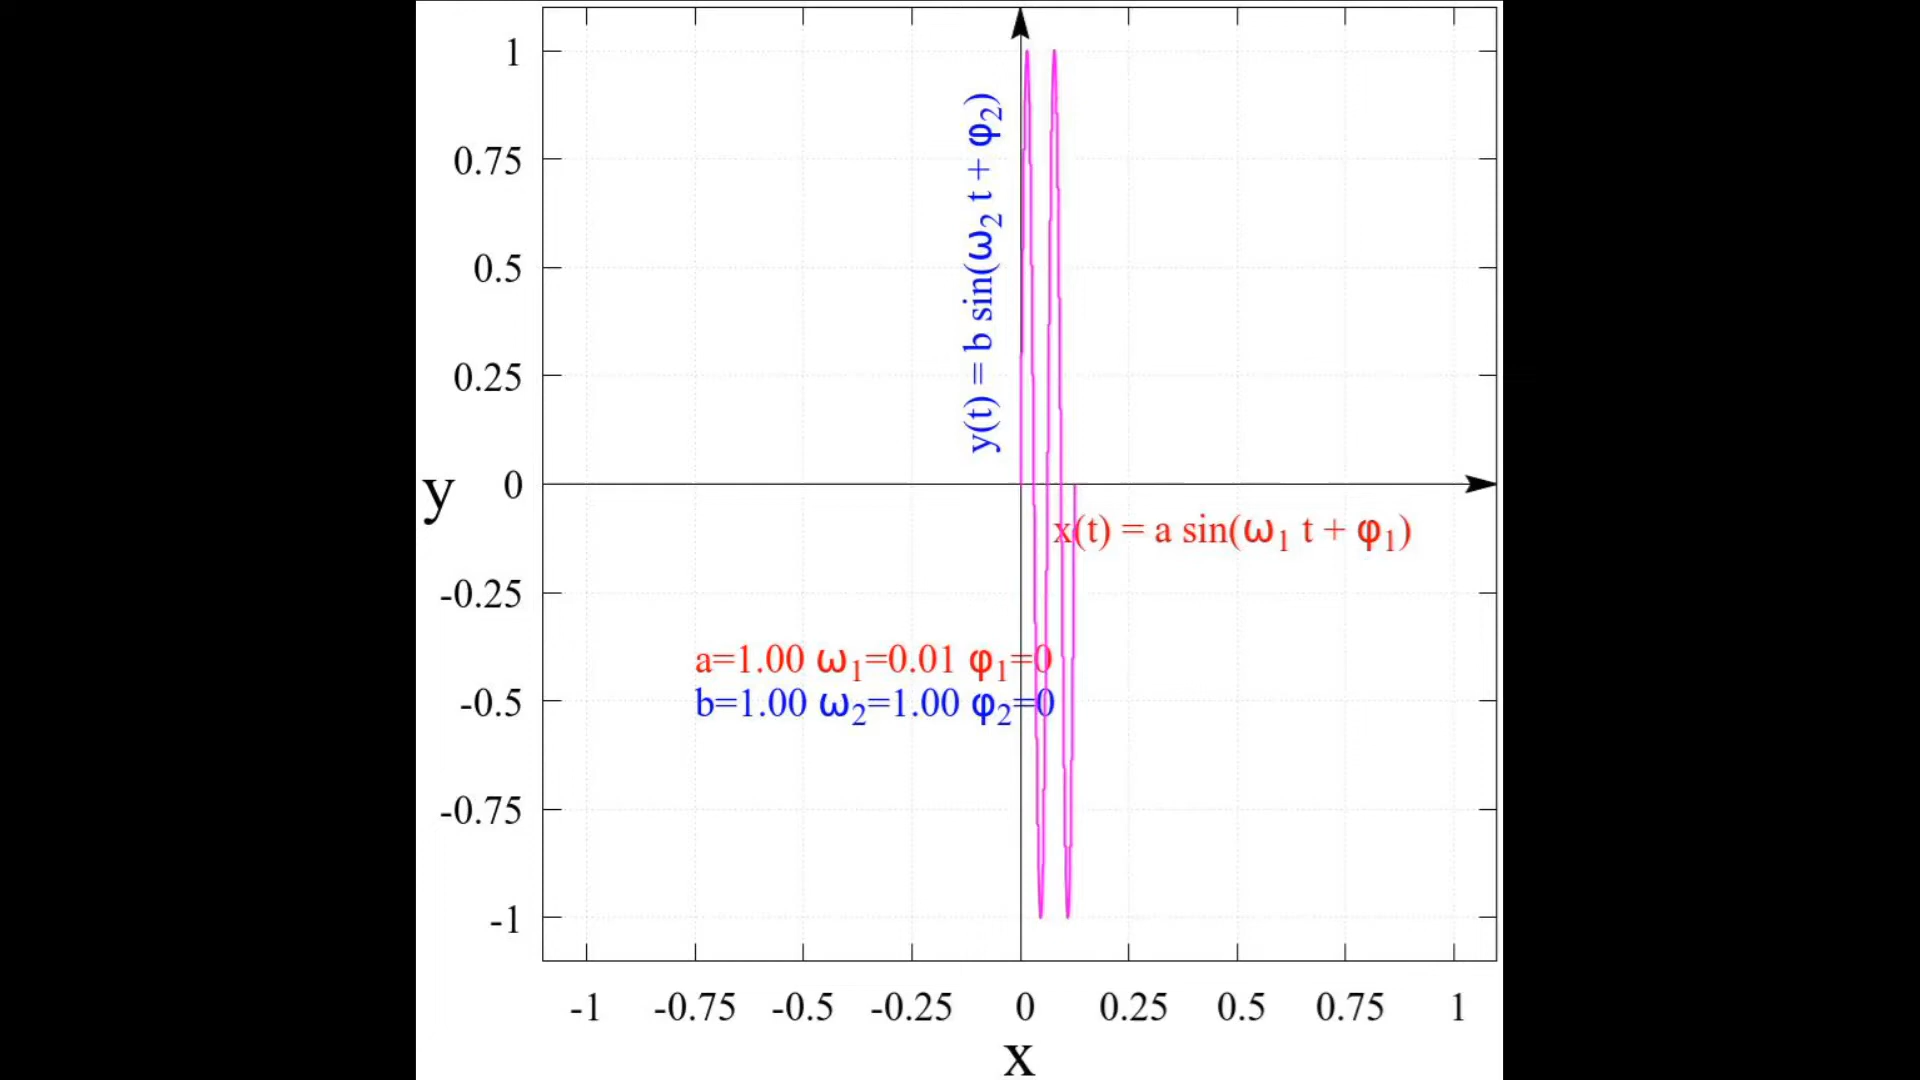 1
0.75
0.5
0.25
0
-0.25
-0.5
-0.75
-1
y
y(t) = b sin(ω2 t + φ2)
x(t) = a sin(ω1 t + φ1)
a=1.00 ω1=0.01 φ1=0
b=1.00 ω2=1.00 φ2=0
-1 -0.75 -0.5 -0.25 0 0.25 0.5 0.75 1
x